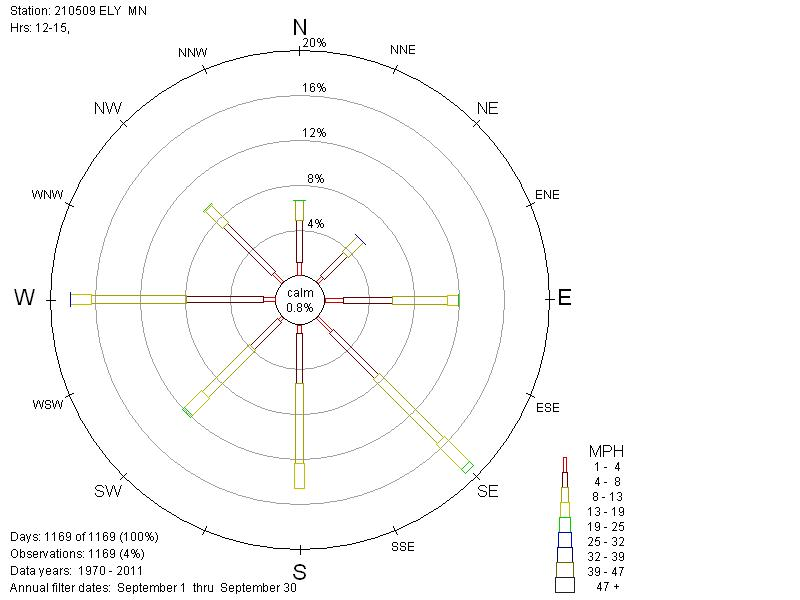 Station: 210509 ELY MN
Hrs: 12-15,
N
20%
NNW
NNE
16%
NW
NE
12%
8%
WNW
ENE
4%
W
calm
0.8%
E
WSW
ESE
SW
SE
SSE
S
MPH
1 - 4
4 - 8
8 - 13
13 - 19
19 - 25
25 - 32
32 - 39
39 - 47
47 +
Days: 1169 of 1169 (100%)
Observations: 1169 (4%)
Data years: 1970 - 2011
Annual filter dates: September 1 thru September 30